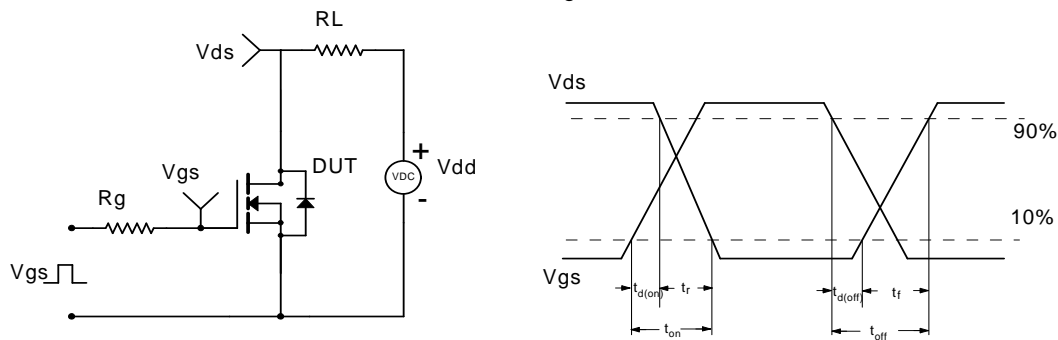 RL
Vds
Vgs
DUT
VDC
+
Vdd
-
Rg
Vgs
Vds
90%
10%
Vgs
td(on)
tr
td(off)
tf
ton
toff